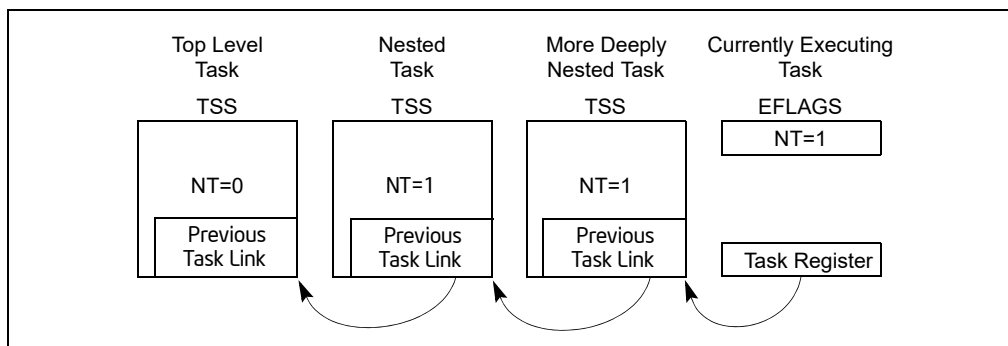 Top Level
Task
TSS
NT=0
Previous
Task Link
Nested
Task
TSS
NT=1
Previous
Task Link
More Deeply
Nested Task
TSS
NT=1
Previous
Task Link
Currently Executing
Task
EFLAGS
NT=1
Task Register